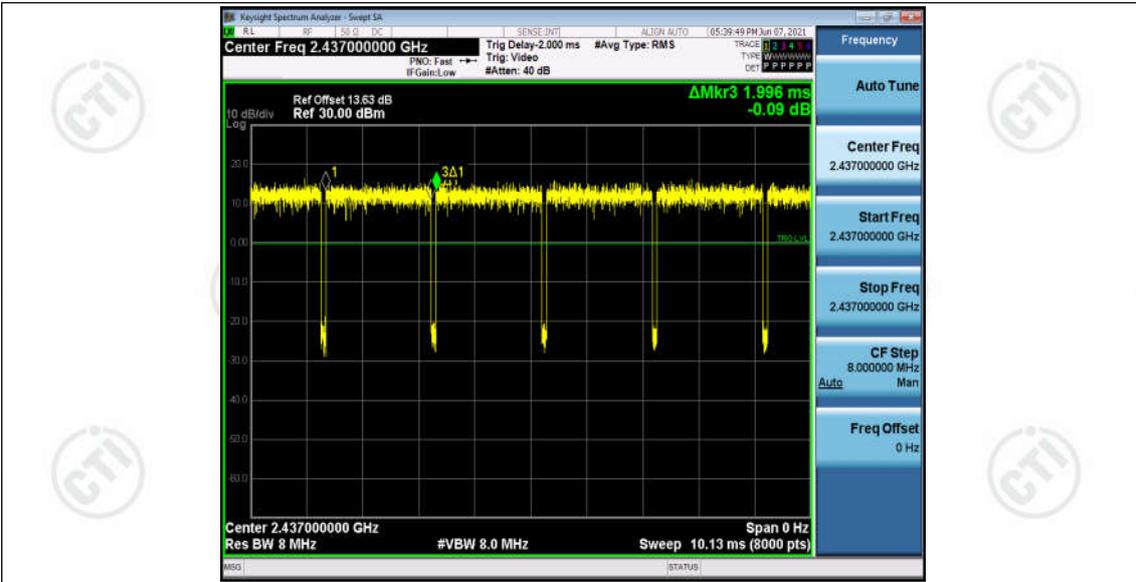 Keysight Spectrum Analyzer - Swept SA
RL RF 50 Ω DC SENSE:INT ALIGN AUTO 05:39:49 PM Jun 07, 2021
Center Freq 2.437000000 GHz Trig Delay-2.000 ms #Avg Type: RMS TRACE 1 2 3 4 5 6
PNO: Fast Trig: Video TYPE WWWWWW
IFGain:Low #Atten: 40 dB DET P P P P P P
ΔMkr3 1.996 ms
-0.09 dB
Ref Offset 13.63 dB
10 dB/div Ref 30.00 dBm
Log
20.0
10.0
0.00
-10.0
-20.0
-30.0
-40.0
-50.0
-60.0
1
3Δ1
TRIG LVL
Center 2.437000000 GHz Span 0 Hz
Res BW 8 MHz #VBW 8.0 MHz Sweep 10.13 ms (8000 pts)
MSG STATUS
Frequency
Auto Tune
Center Freq
2.437000000 GHz
Start Freq
2.437000000 GHz
Stop Freq
2.437000000 GHz
CF Step
8.000000 MHz
Auto Man
Freq Offset
0 Hz
CTI
CTI
CTI
CTI